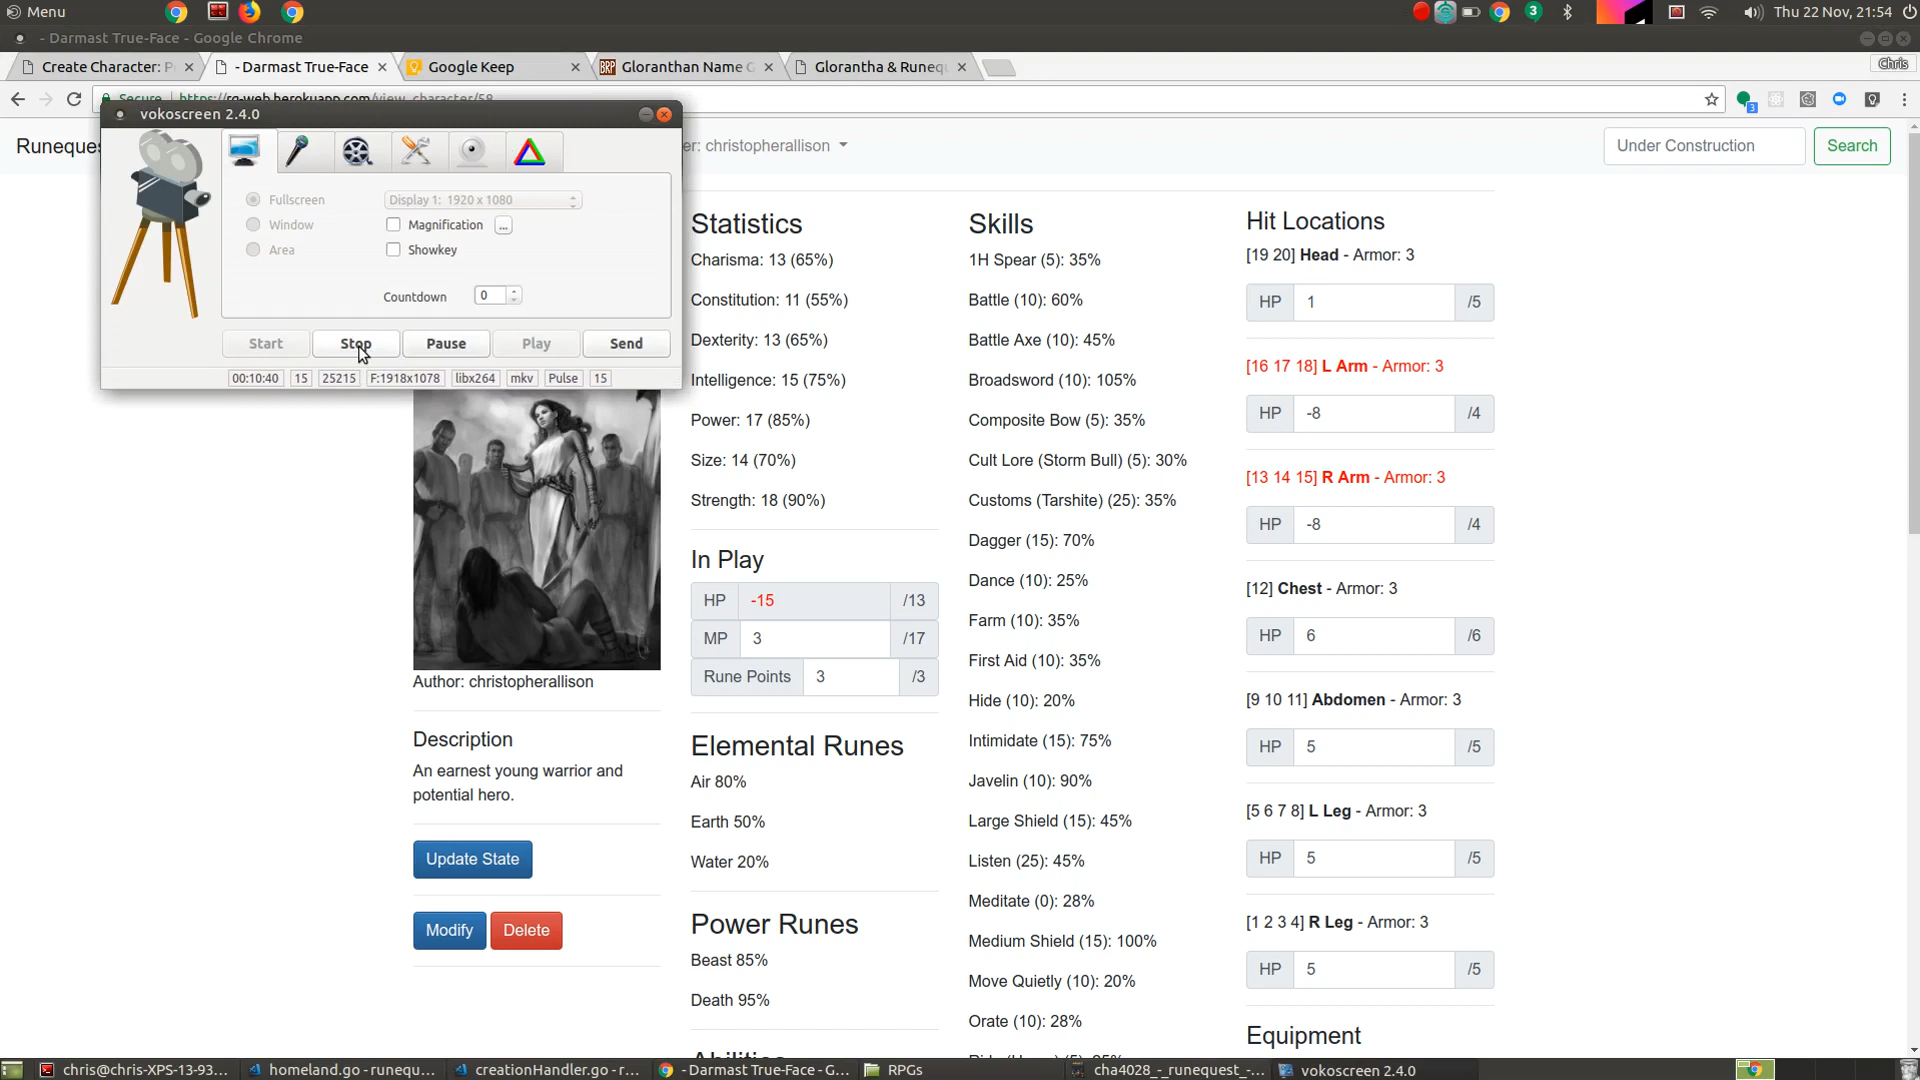 Menu
3
Thu 22 Nov, 21:54
- Darmast True-Face - Google Chrome
Create Character: P
- Darmast True-Face
Google Keep
Gloranthan Name G
Glorantha & Runequ
Chris
Secure
https://rq-web.herokuapp.com/view_character/58
3
vokoscreen 2.4.0
Runeques
er: christopherallison
Under Construction
Search
Fullscreen
Display 1: 1920 x 1080
Window
Magnification
...
Area
Showkey
Countdown
0
Start
Stop
Pause
Play
Send
00:10:40
15
25215
F:1918x1078
libx264
mkv
Pulse
15
Author: christopherallison
Description
An earnest young warrior and
potential hero.
Update State
Modify
Delete
Statistics
Charisma: 13 (65%)
Constitution: 11 (55%)
Dexterity: 13 (65%)
Intelligence: 15 (75%)
Power: 17 (85%)
Size: 14 (70%)
Strength: 18 (90%)
In Play
HP -15 /13
MP 3 /17
Rune Points 3 /3
Elemental Runes
Air 80%
Earth 50%
Water 20%
Power Runes
Beast 85%
Death 95%
Abilities
Skills
1H Spear (5): 35%
Battle (10): 60%
Battle Axe (10): 45%
Broadsword (10): 105%
Composite Bow (5): 35%
Cult Lore (Storm Bull) (5): 30%
Customs (Tarshite) (25): 35%
Dagger (15): 70%
Dance (10): 25%
Farm (10): 35%
First Aid (10): 35%
Hide (10): 20%
Intimidate (15): 75%
Javelin (10): 90%
Large Shield (15): 45%
Listen (25): 45%
Meditate (0): 28%
Medium Shield (15): 100%
Move Quietly (10): 20%
Orate (10): 28%
Hit Locations
[19 20] Head - Armor: 3
HP 1 /5
[16 17 18] L Arm - Armor: 3
HP -8 /4
[13 14 15] R Arm - Armor: 3
HP -8 /4
[12] Chest - Armor: 3
HP 6 /6
[9 10 11] Abdomen - Armor: 3
HP 5 /5
[5 6 7 8] L Leg - Armor: 3
HP 5 /5
[1 2 3 4] R Leg - Armor: 3
HP 5 /5
Equipment
chris@chris-XPS-13-93...
homeland.go - runequ...
creationHandler.go - r...
- Darmast True-Face - G...
RPGs
cha4028_-_runequest_-...
vokoscreen 2.4.0